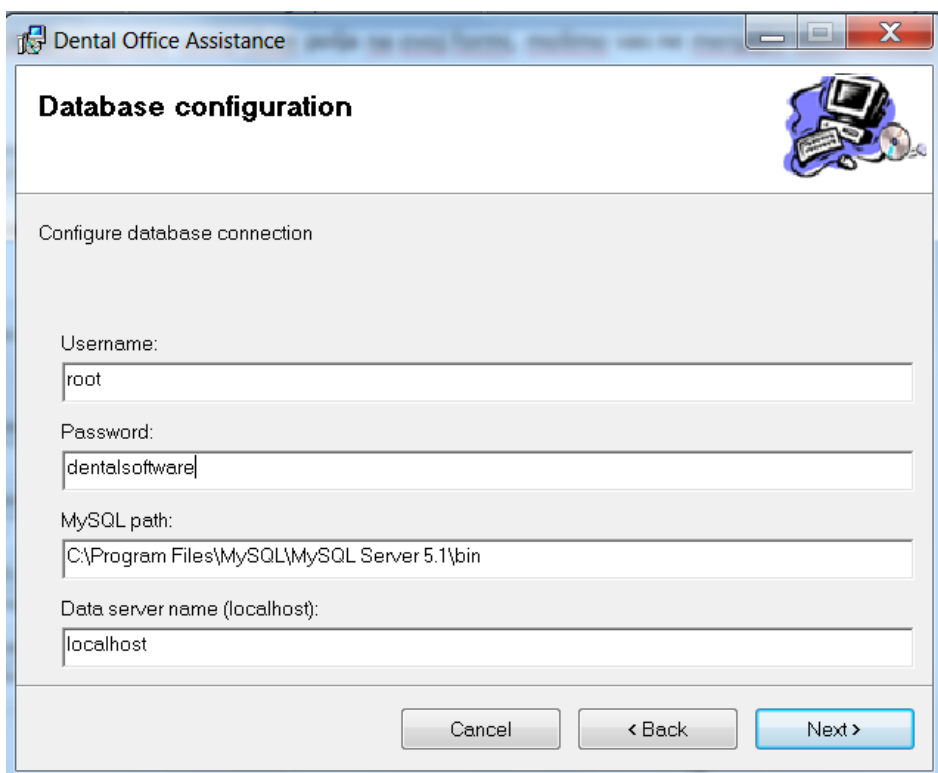 Dental Office Assistance
Database configuration
Configure database connection
Username:
root
Password:
dentalsoftware
MySQL path:
C:\Program Files\MySQL\MySQL Server 5.1\bin
Data server name (localhost):
localhost
Cancel
< Back
Next >